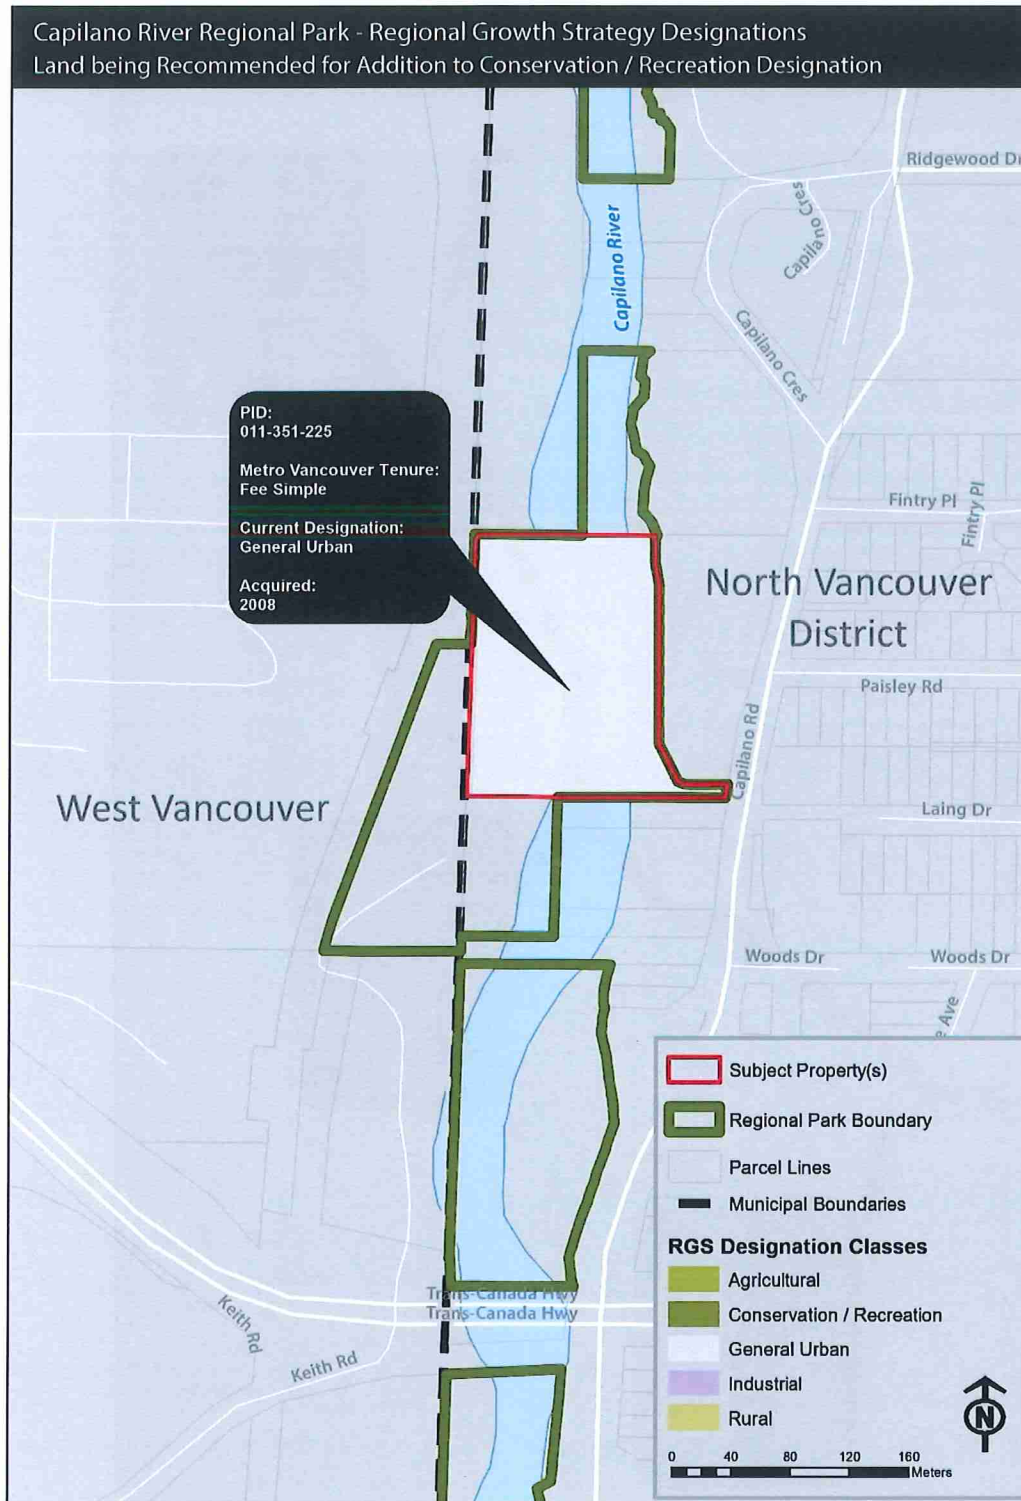 Capilano River Regional Park - Regional Growth Strategy Designations
Land being Recommended for Addition to Conservation / Recreation Designation
Ridgewood Dr
Capilano Cres
Capilano River
Capilano Cres
PID:
011-351-225
Metro Vancouver Tenure:
Fee Simple
Current Designation:
General Urban
Acquired:
2008
Fintry Pl
Fintry Pl
North Vancouver
District
Paisley Rd
Capilano Rd
West Vancouver
Laing Dr
Woods Dr
Woods Dr
e Ave
Subject Property(s)
Regional Park Boundary
Parcel Lines
Municipal Boundaries
RGS Designation Classes
Agricultural
Conservation / Recreation
General Urban
Industrial
Rural
Trans-Canada Hwy
Trans-Canada Hwy
Keith Rd
Keith Rd
N
0 40 80 120 160
Meters